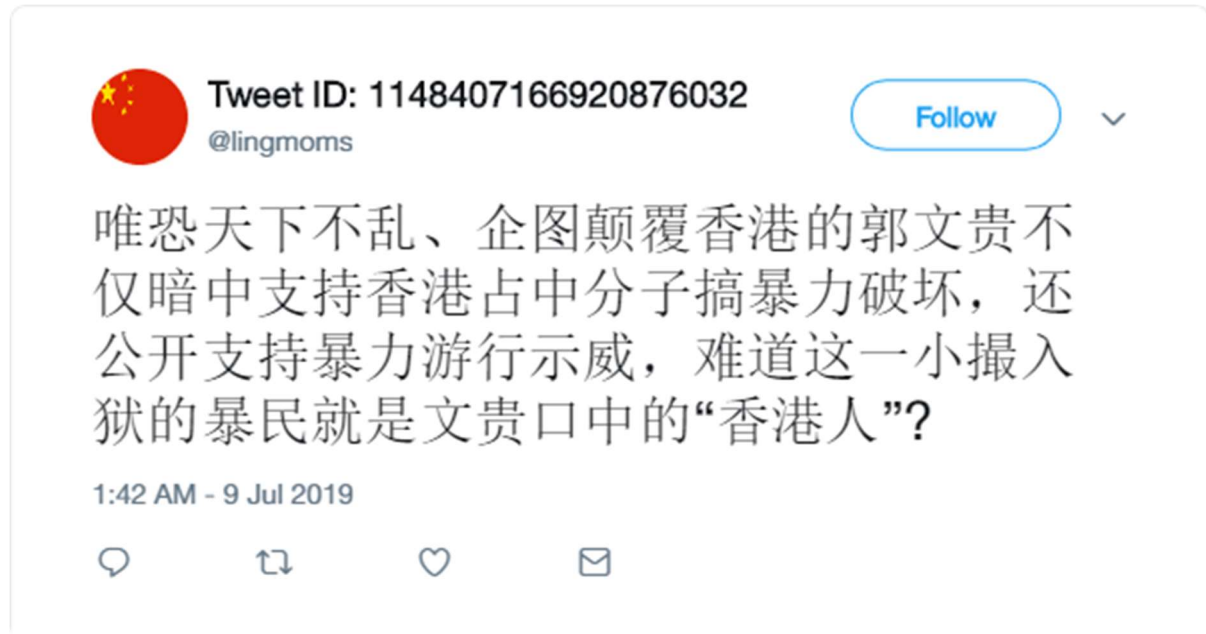 Tweet ID: 1148407166920876032
@lingmoms
Follow
唯恐天下不乱、企图颠覆香港的郭文贵不
仅暗中支持香港占中分子搞暴力破坏，还
公开支持暴力游行示威，难道这一小撮入
狱的暴民就是文贵口中的“香港人”？
1:42 AM - 9 Jul 2019